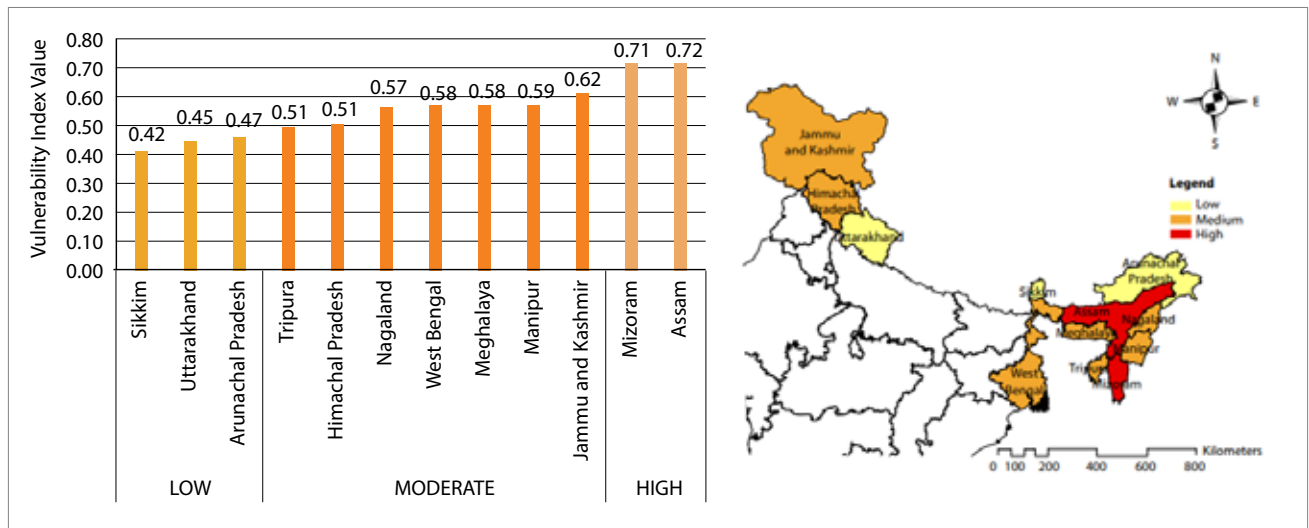 Vulnerability Index Value
0.80
0.70
0.60
0.50
0.40
0.30
0.20
0.10
0.00
0.42
0.45
0.47
0.51
0.51
0.57
0.58
0.58
0.59
0.62
0.71
0.72
Sikkim
Uttarakhand
Arunachal Pradesh
Tripura
Himachal Pradesh
Nagaland
West Bengal
Meghalaya
Manipur
Jammu and Kashmir
Mizoram
Assam
LOW
MODERATE
HIGH
N
W
E
S
Jammu
and Kashmir
Himachal
Pradesh
Uttarakhand
Legend
Low
Medium
High
Arunachal
Pradesh
Sikkim
Assam
Nagaland
Meghalaya
Manipur
Tripura
Mizoram
West
Bengal
Kilometers
0 100 200 400 600 800